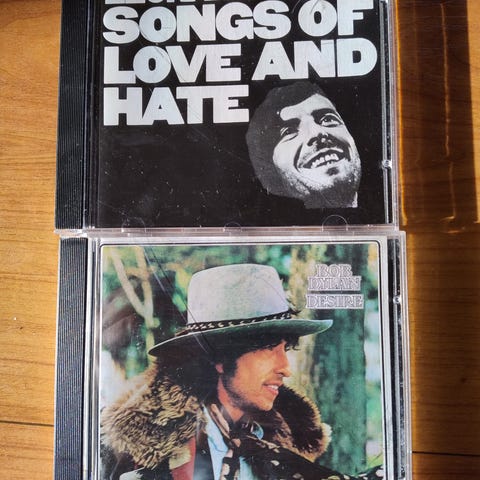 SONGS OF
LOVE AND
HATE
BOB
DYLAN
DESIRE